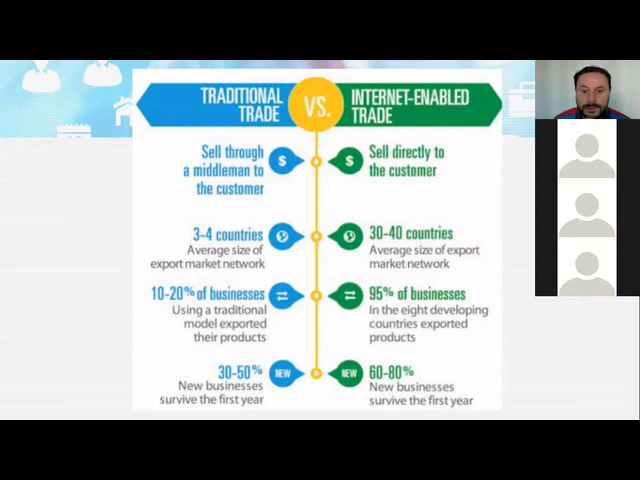 TRADITIONAL
TRADE
VS.
INTERNET-ENABLED
TRADE
Sell through
a middleman to
the customer
$
$
Sell directly to
the customer
3-4 countries
Average size of
export market network
30-40 countries
Average size of export
market network
10-20% of businesses
Using a traditional
model exported
their products
95% of businesses
In the eight developing
countries exported
products
30-50%
New businesses
survive the first year
NEW
NEW
60-80%
New businesses
survive the first year